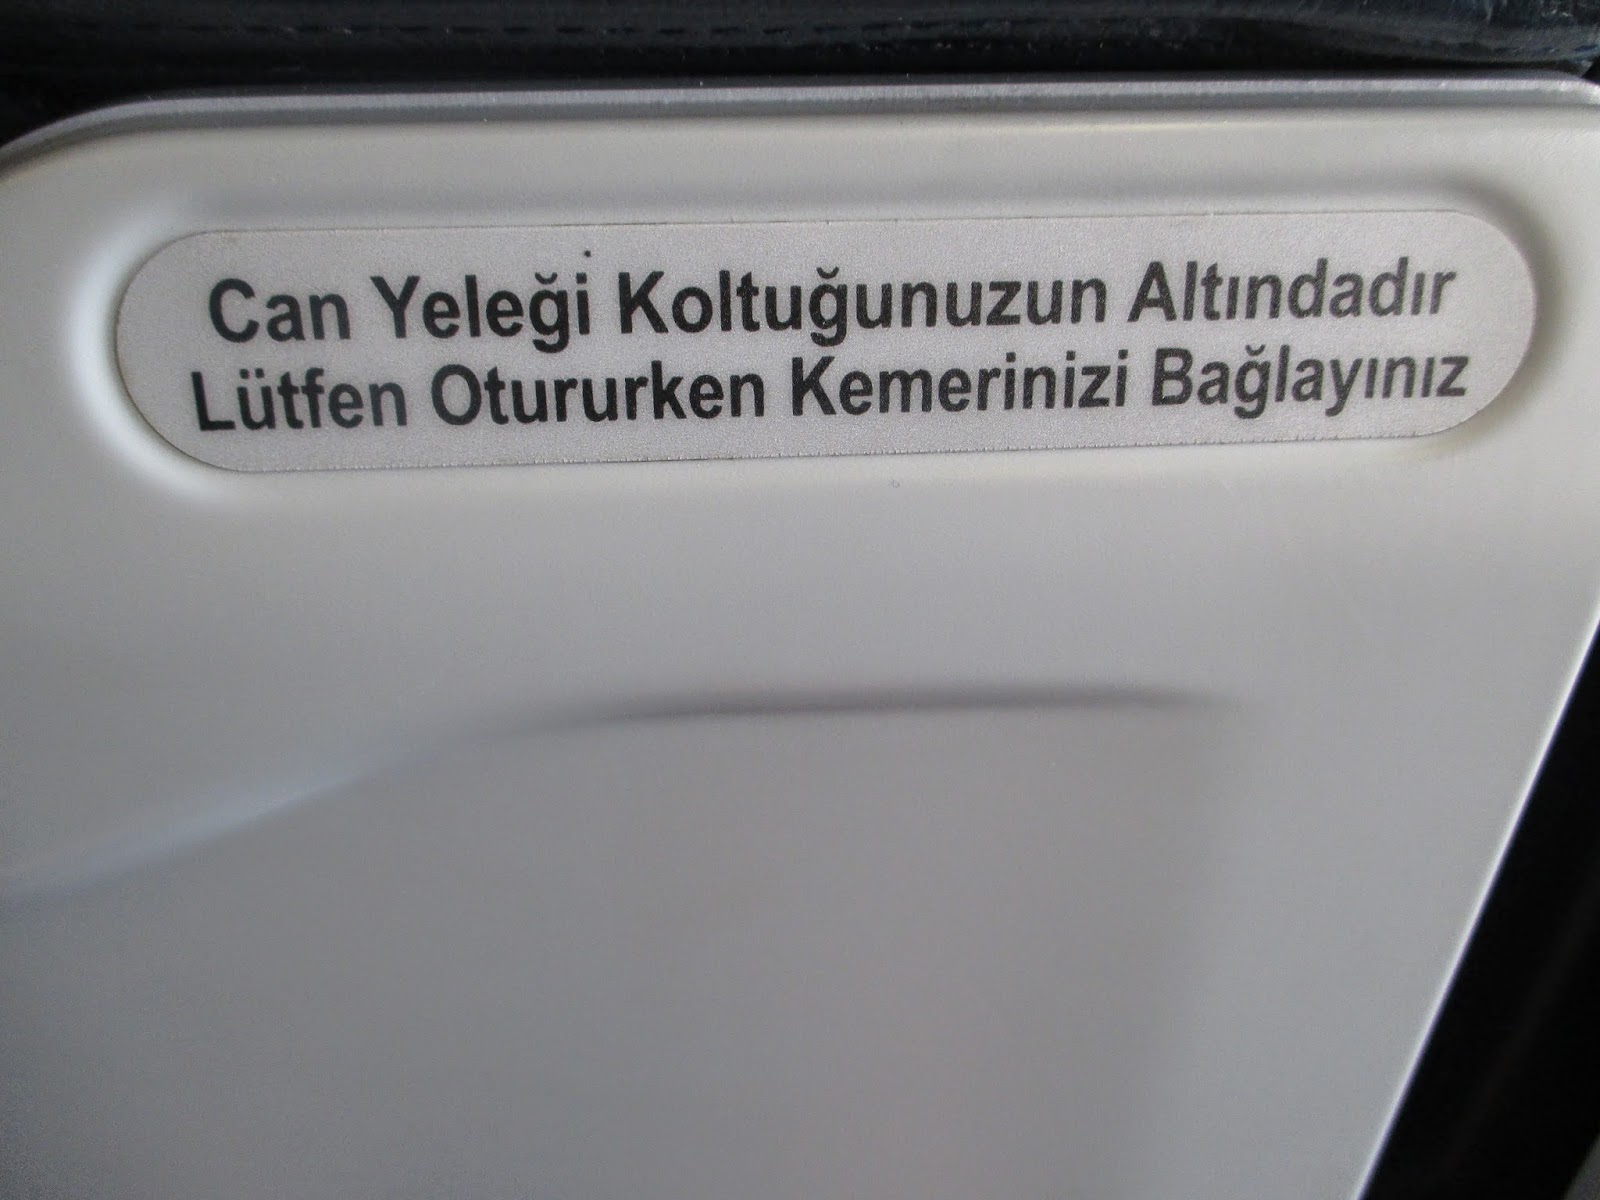 Can Yeleği Koltuğunuzun Altındadır
Lütfen Otururken Kemerinizi Bağlayınız